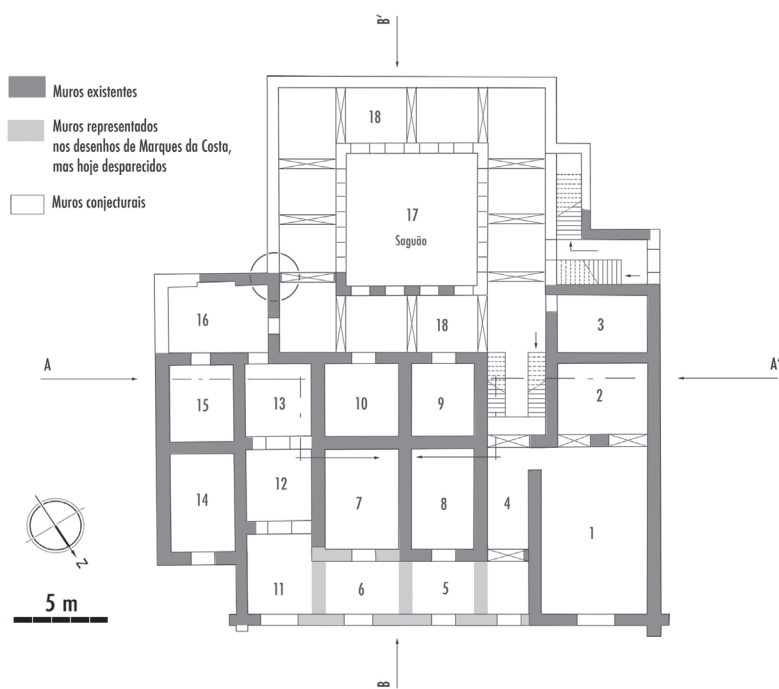 B'
Muros existentes
Muros representados
nos desenhos de Marques da Costa,
mas hoje desparecidos
Muros conjecturais
18
17
Saguão
16
18
3
A
A'
15
13
10
9
2
14
12
7
8
4
1
11
6
5
N
5 m
B